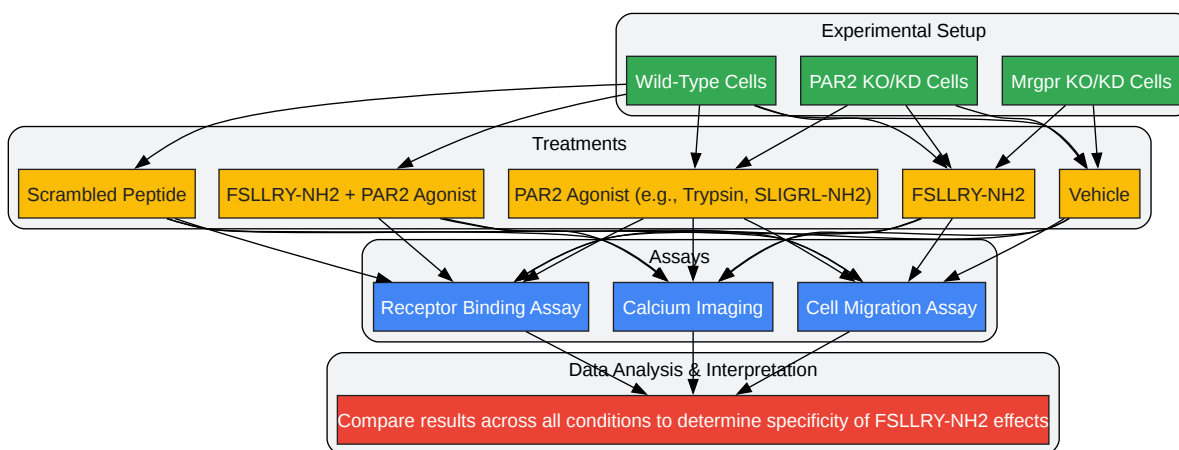 Experimental Setup
Wild-Type Cells
PAR2 KO/KD Cells
Mrgpr KO/KD Cells
Treatments
Scrambled Peptide
FSLLRY-NH2 + PAR2 Agonist
PAR2 Agonist (e.g., Trypsin, SLIGRL-NH2)
FSLLRY-NH2
Vehicle
Assays
Receptor Binding Assay
Calcium Imaging
Cell Migration Assay
Data Analysis & Interpretation
Compare results across all conditions to determine specificity of FSLLRY-NH2 effects